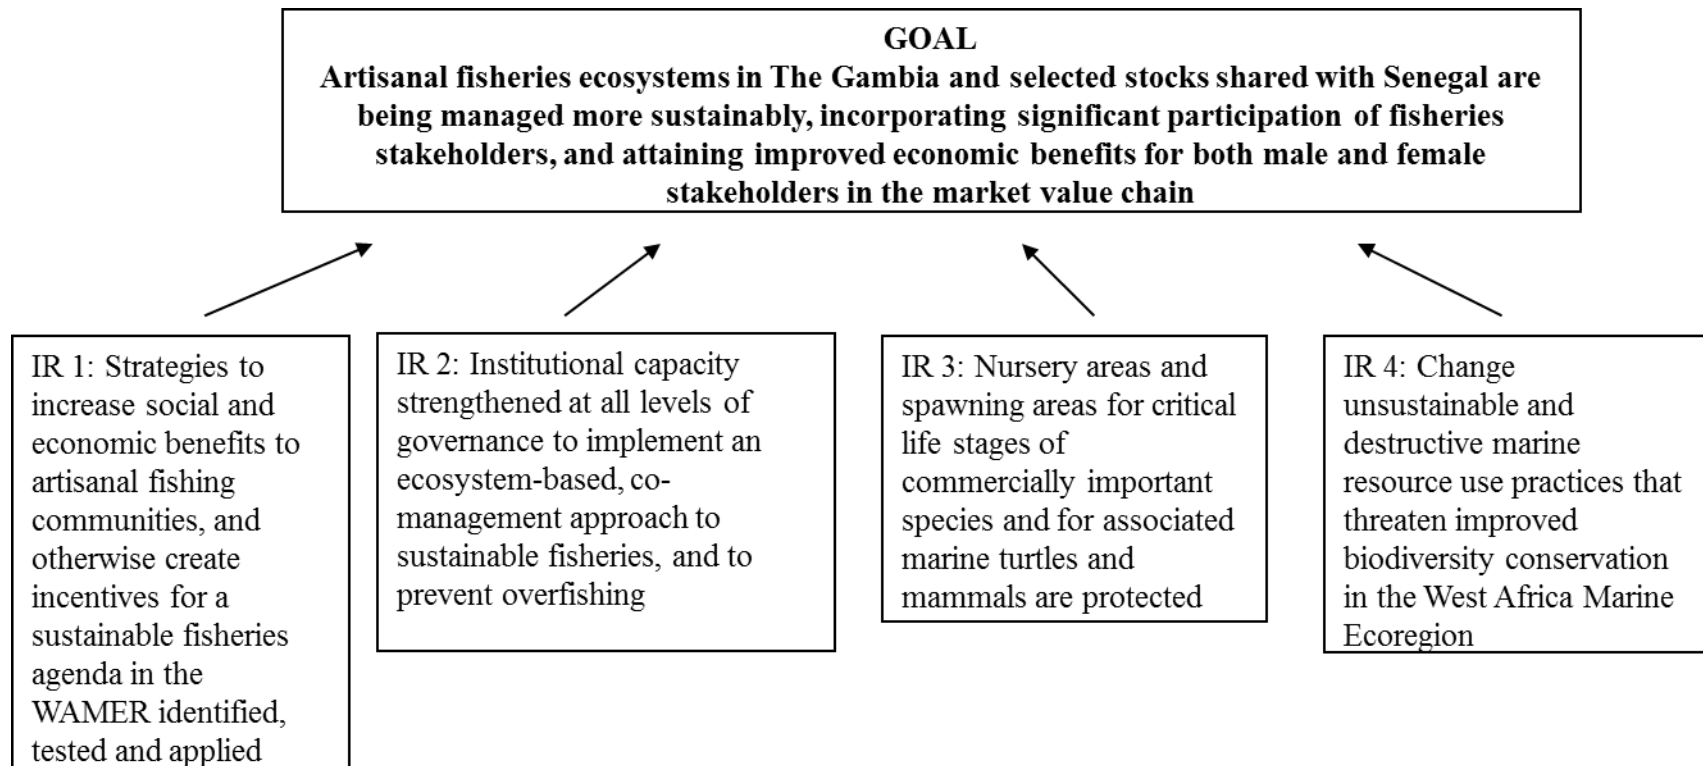 GOAL
Artisanal fisheries ecosystems in The Gambia and selected stocks shared with Senegal are
being managed more sustainably, incorporating significant participation of fisheries
stakeholders, and attaining improved economic benefits for both male and female
stakeholders in the market value chain
IR 1: Strategies to
increase social and
economic benefits to
artisanal fishing
communities, and
otherwise create
incentives for a
sustainable fisheries
agenda in the
WAMER identified,
tested and applied
IR 2: Institutional capacity
strengthened at all levels of
governance to implement an
ecosystem-based, co-
management approach to
sustainable fisheries, and to
prevent overfishing
IR 3: Nursery areas and
spawning areas for critical
life stages of
commercially important
species and for associated
marine turtles and
mammals are protected
IR 4: Change
unsustainable and
destructive marine
resource use practices that
threaten improved
biodiversity conservation
in the West Africa Marine
Ecoregion